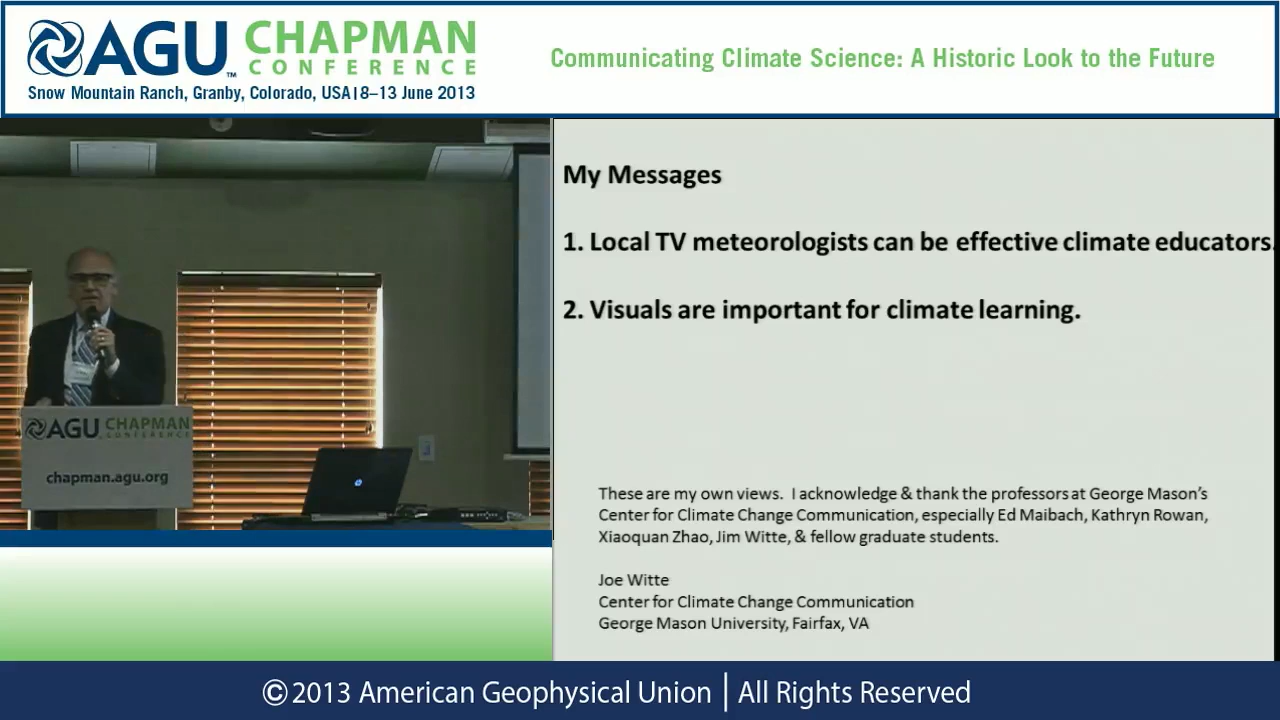 AGU CHAPMAN
CONFERENCE
TM
Snow Mountain Ranch, Granby, Colorado, USA|8–13 June 2013
Communicating Climate Science: A Historic Look to the Future
My Messages
1. Local TV meteorologists can be effective climate educators.
2. Visuals are important for climate learning.
These are my own views. I acknowledge & thank the professors at George Mason's
Center for Climate Change Communication, especially Ed Maibach, Kathryn Rowan,
Xiaoquan Zhao, Jim Witte, & fellow graduate students.
Joe Witte
Center for Climate Change Communication
George Mason University, Fairfax, VA
AGU CHAPMAN
CONFERENCE
chapman.agu.org
©2013 American Geophysical Union | All Rights Reserved